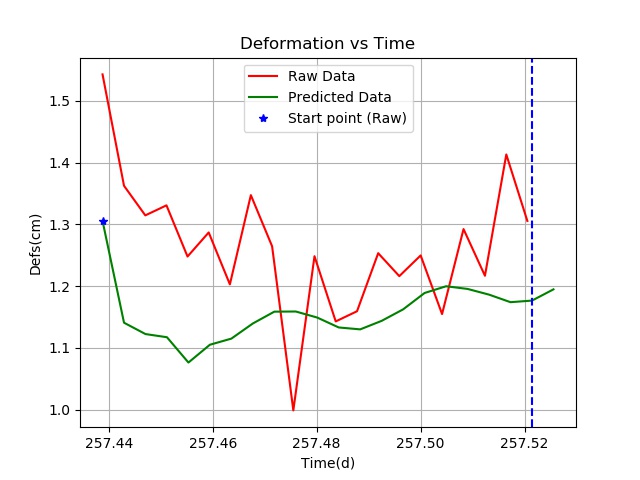 Deformation vs Time
Raw Data
Predicted Data
Start point (Raw)
Defs(cm)
1.5
1.4
1.3
1.2
1.1
1.0
257.44 257.46 257.48 257.50 257.52
Time(d)